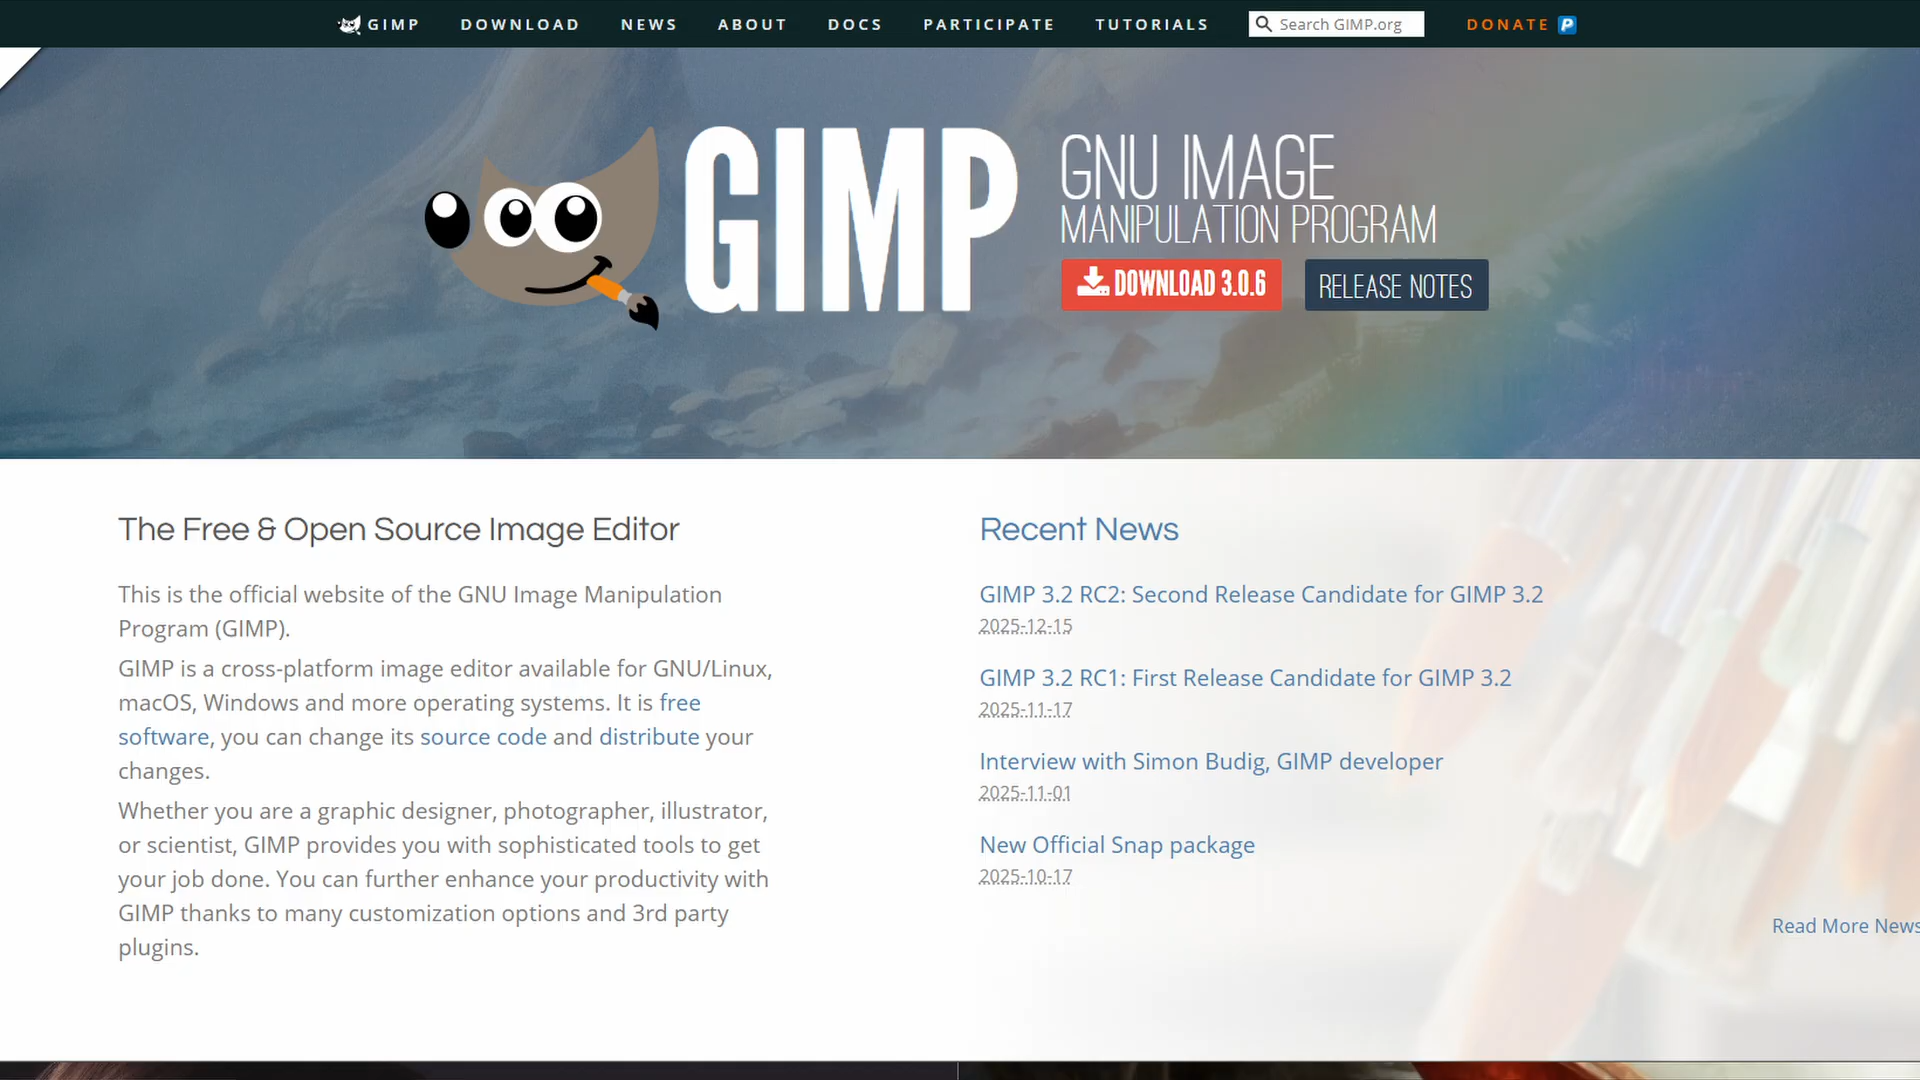 GIMP
DOWNLOAD
NEWS
ABOUT
DOCS
PARTICIPATE
TUTORIALS
Search GIMP.org
DONATE
GIMP
GNU IMAGE
MANIPULATION PROGRAM
DOWNLOAD 3.0.6
RELEASE NOTES
The Free & Open Source Image Editor
This is the official website of the GNU Image Manipulation
Program (GIMP).
GIMP is a cross-platform image editor available for GNU/Linux,
macOS, Windows and more operating systems. It is free
software, you can change its source code and distribute your
changes.
Whether you are a graphic designer, photographer, illustrator,
or scientist, GIMP provides you with sophisticated tools to get
your job done. You can further enhance your productivity with
GIMP thanks to many customization options and 3rd party
plugins.
Recent News
GIMP 3.2 RC2: Second Release Candidate for GIMP 3.2
2025-12-15
GIMP 3.2 RC1: First Release Candidate for GIMP 3.2
2025-11-17
Interview with Simon Budig, GIMP developer
2025-11-01
New Official Snap package
2025-10-17
Read More News